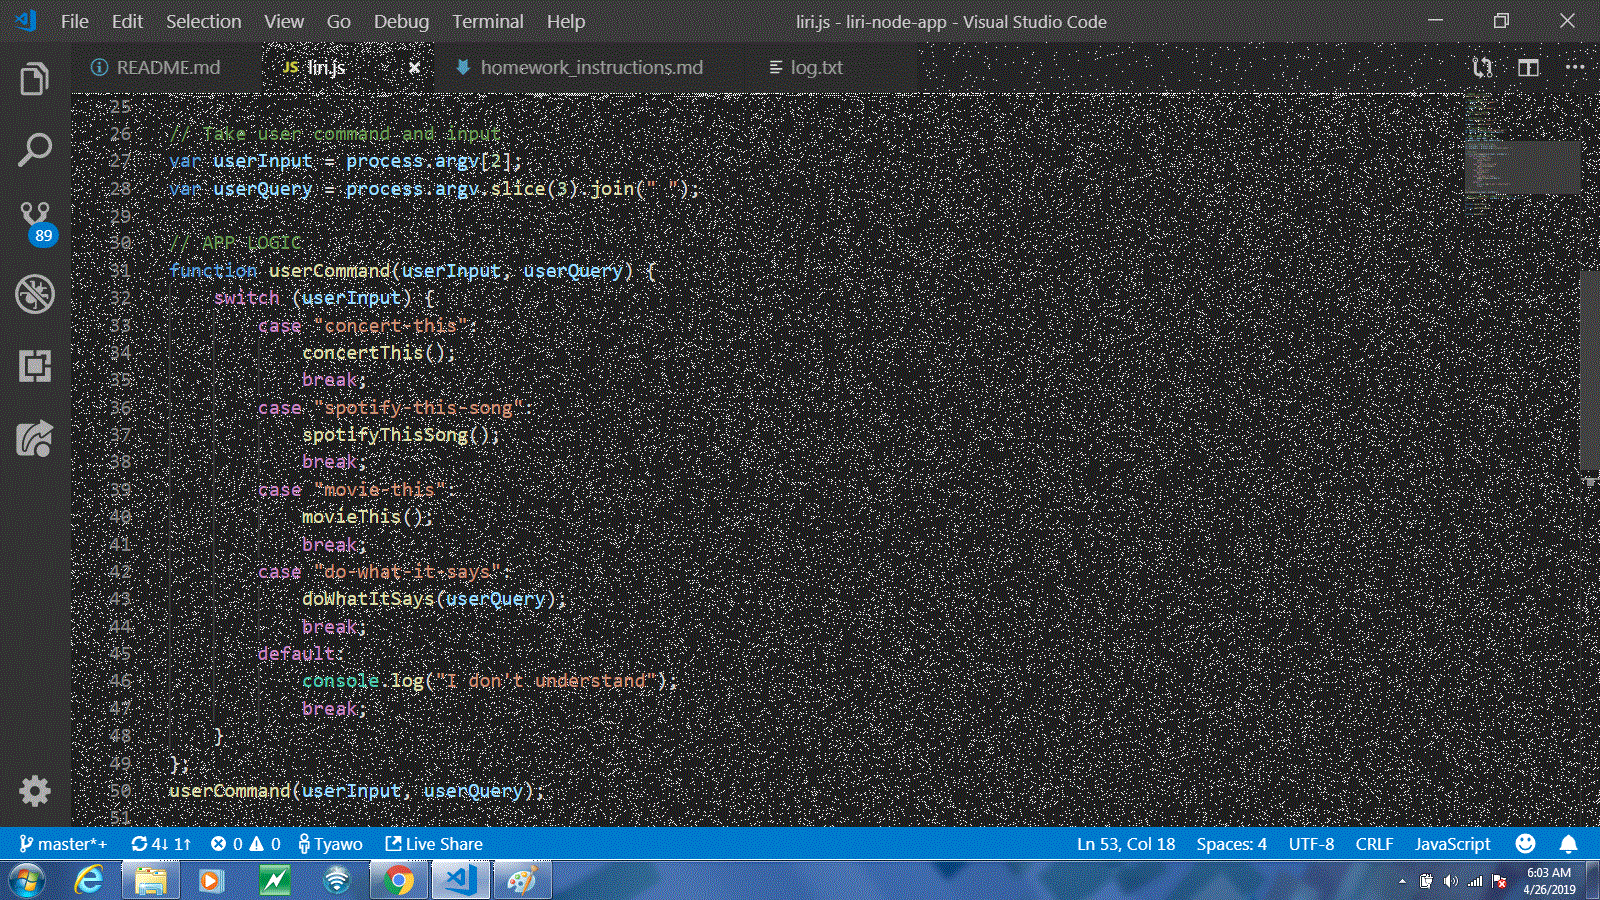 File Edit Selection View Go Debug Terminal Help liri.js - liri-node-app - Visual Studio Code
README.md JS liri.js homework_instructions.md log.txt
25
26 // Take user command and input
27 var userInput = process.argv[2];
28 var userQuery = process.argv.slice(3).join(" ");
29
30 // APP LOGIC
31 function userCommand(userInput, userQuery) {
32 switch (userInput) {
33 case "concert-this":
34 concertThis();
35 break;
36 case "spotify-this-song":
37 spotifyThisSong();
38 break;
39 case "movie-this":
40 movieThis();
41 break;
42 case "do-what-it-says":
43 doWhatItSays(userQuery);
44 break;
45 default:
46 console.log("I don't understand");
47 break;
48 }
49 };
50 userCommand(userInput, userQuery);
51
89
master*+ 4↓ 1↑ 0 0 Tyawo Live Share Ln 53, Col 18 Spaces: 4 UTF-8 CRLF JavaScript
6:03 AM
4/26/2019